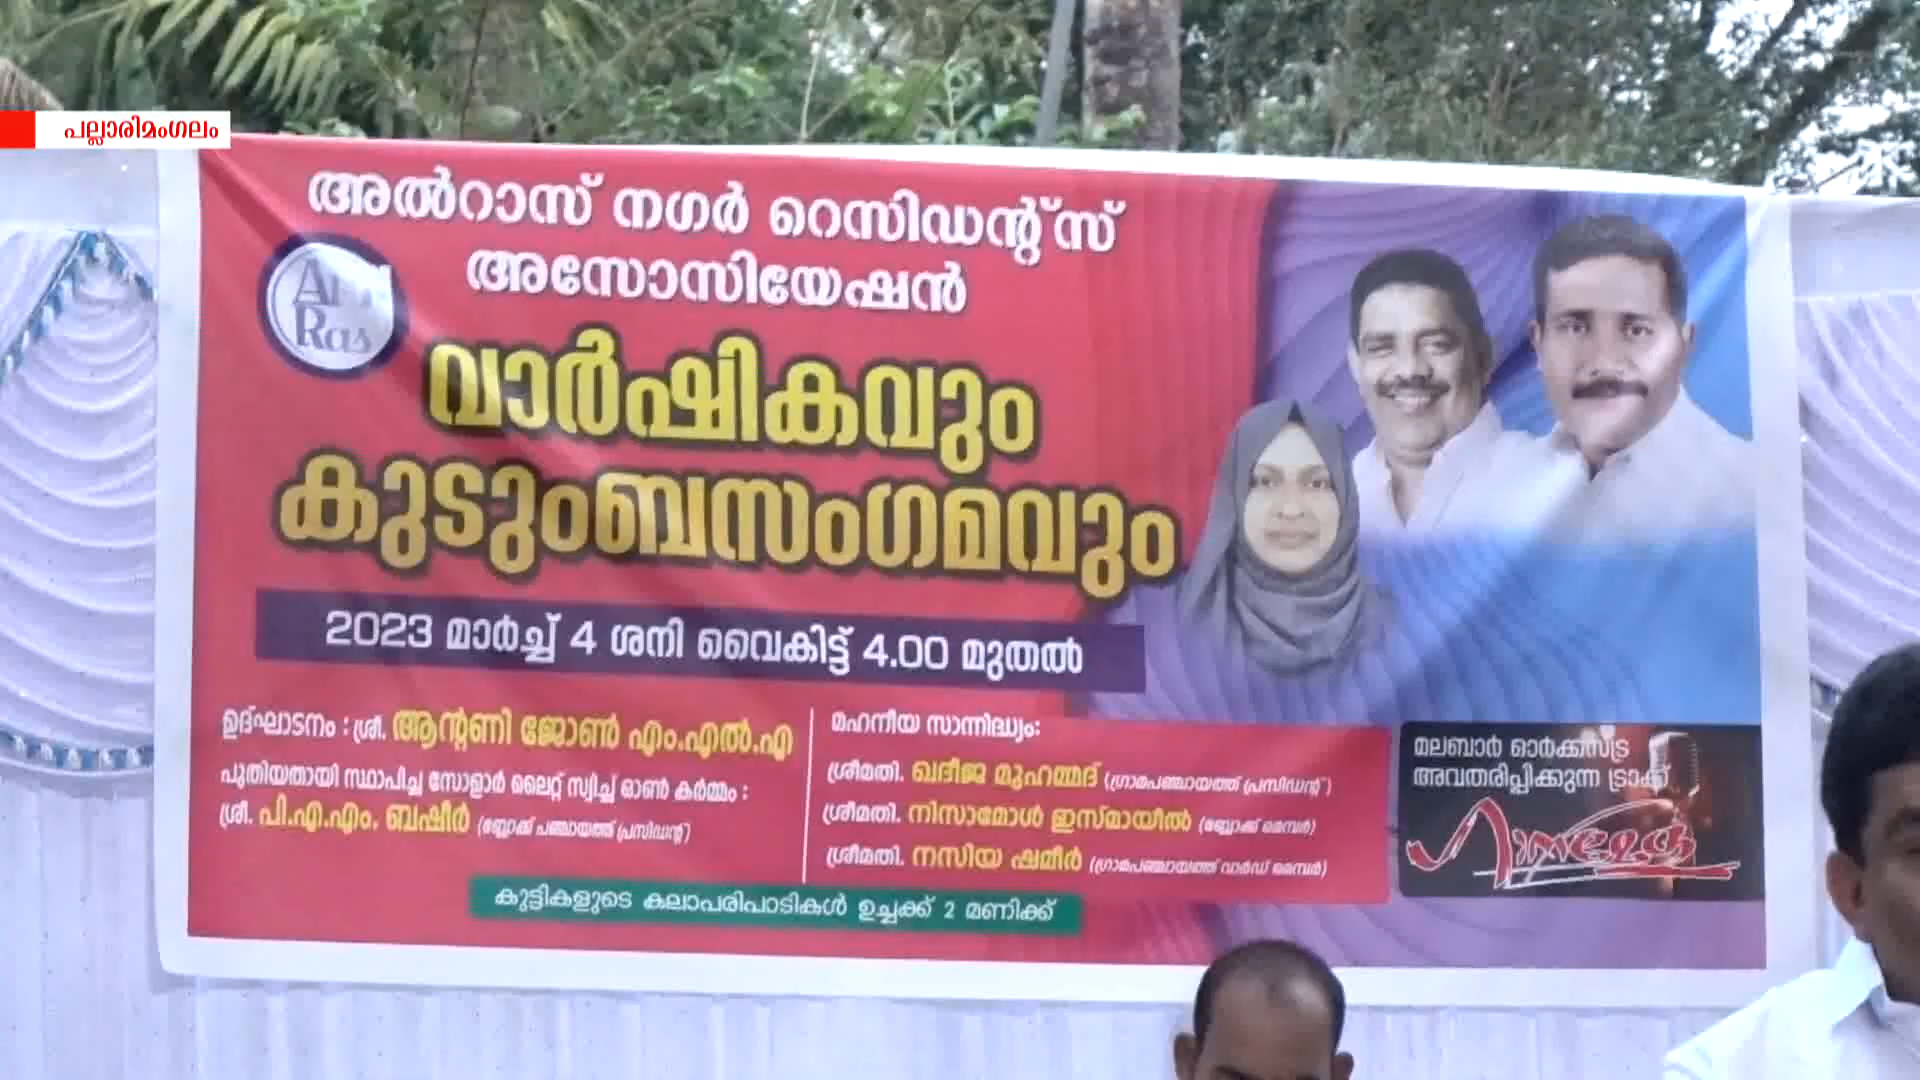 പല്ലാരിമംഗലം
അൽറാസ് നഗർ റെസിഡന്റ്സ്
അസോസിയേഷൻ
Al
Ras
വാർഷികവും
കുടുംബസംഗമവും
2023 മാർച്ച് 4 ശനി വൈകിട്ട് 4.00 മുതൽ
ഉദ്ഘാടനം : ശ്രീ. ആന്റണി ജോൺ എം.എൽ.എ
പുതിയതായി സ്ഥാപിച്ച സോളാർ ലൈറ്റ് സ്വിച്ച് ഓൺ കർമ്മം :
ശ്രീ. പി.എ.എം. ബഷീർ (ബ്ലോക്ക് പഞ്ചായത്ത് പ്രസിഡന്റ്)
മഹനീയ സാന്നിദ്ധ്യം:
ശ്രീമതി. ഖദീജ മുഹമ്മദ് (ഗ്രാമപഞ്ചായത്ത് പ്രസിഡന്റ്)
ശ്രീമതി. നിസാമോൾ ഇസ്മായീൽ (ബ്ലോക്ക് മെമ്പർ)
ശ്രീമതി. നസിയ ഷമീർ (ഗ്രാമപഞ്ചായത്ത് വാർഡ് മെമ്പർ)
മലബാർ ഓർക്കസ്ട്ര
അവതരിപ്പിക്കുന്ന ട്രാക്ക്
ഗാനമേള
കുട്ടികളുടെ കലാപരിപാടികൾ ഉച്ചക്ക് 2 മണിക്ക്